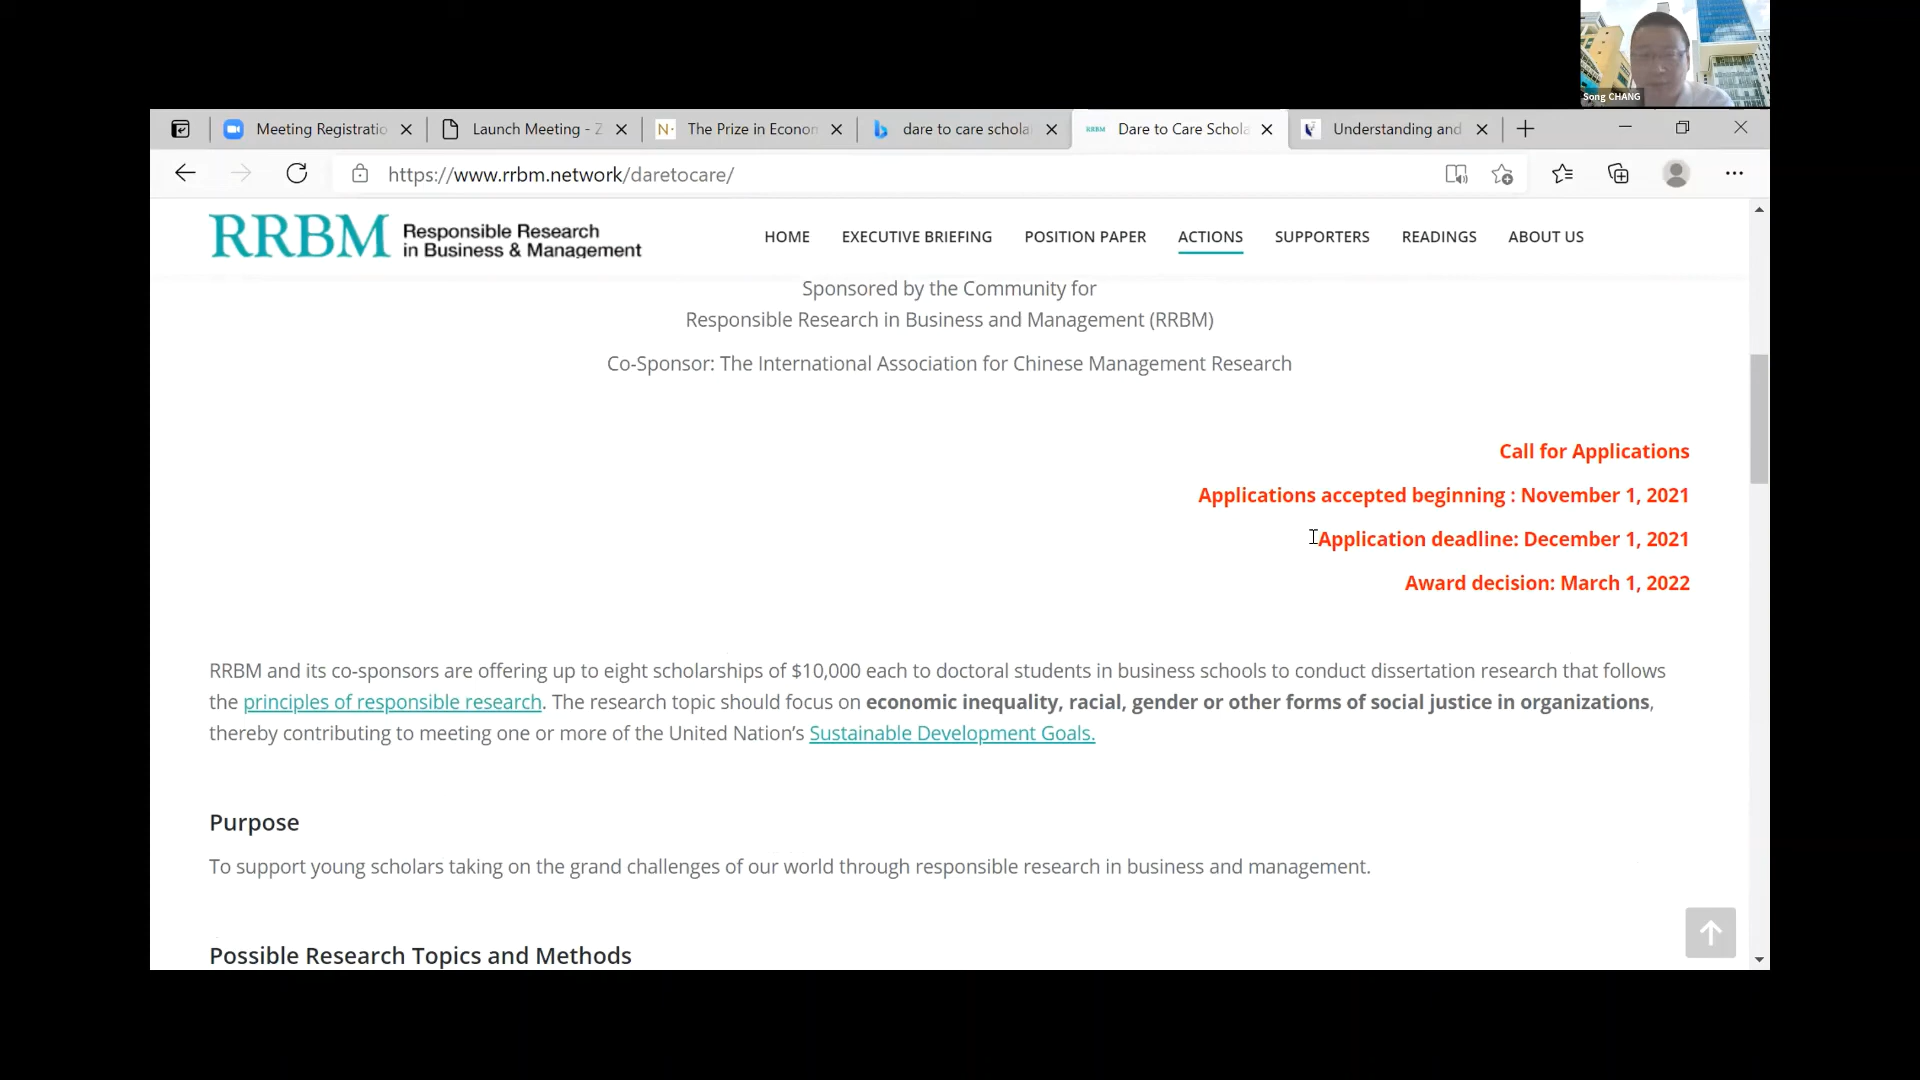 Song CHANG
Meeting Registratio
Launch Meeting - Z
The Prize in Econon
dare to care schola
Dare to Care Schola
Understanding and
https://www.rrbm.network/daretocare/
RRBM
Responsible Research
in Business & Management
HOME
EXECUTIVE BRIEFING
POSITION PAPER
ACTIONS
SUPPORTERS
READINGS
ABOUT US
Sponsored by the Community for
Responsible Research in Business and Management (RRBM)
Co-Sponsor: The International Association for Chinese Management Research
Call for Applications
Applications accepted beginning : November 1, 2021
Application deadline: December 1, 2021
Award decision: March 1, 2022
RRBM and its co-sponsors are offering up to eight scholarships of $10,000 each to doctoral students in business schools to conduct dissertation research that follows
the principles of responsible research. The research topic should focus on economic inequality, racial, gender or other forms of social justice in organizations,
thereby contributing to meeting one or more of the United Nation’s Sustainable Development Goals.
Purpose
To support young scholars taking on the grand challenges of our world through responsible research in business and management.
Possible Research Topics and Methods